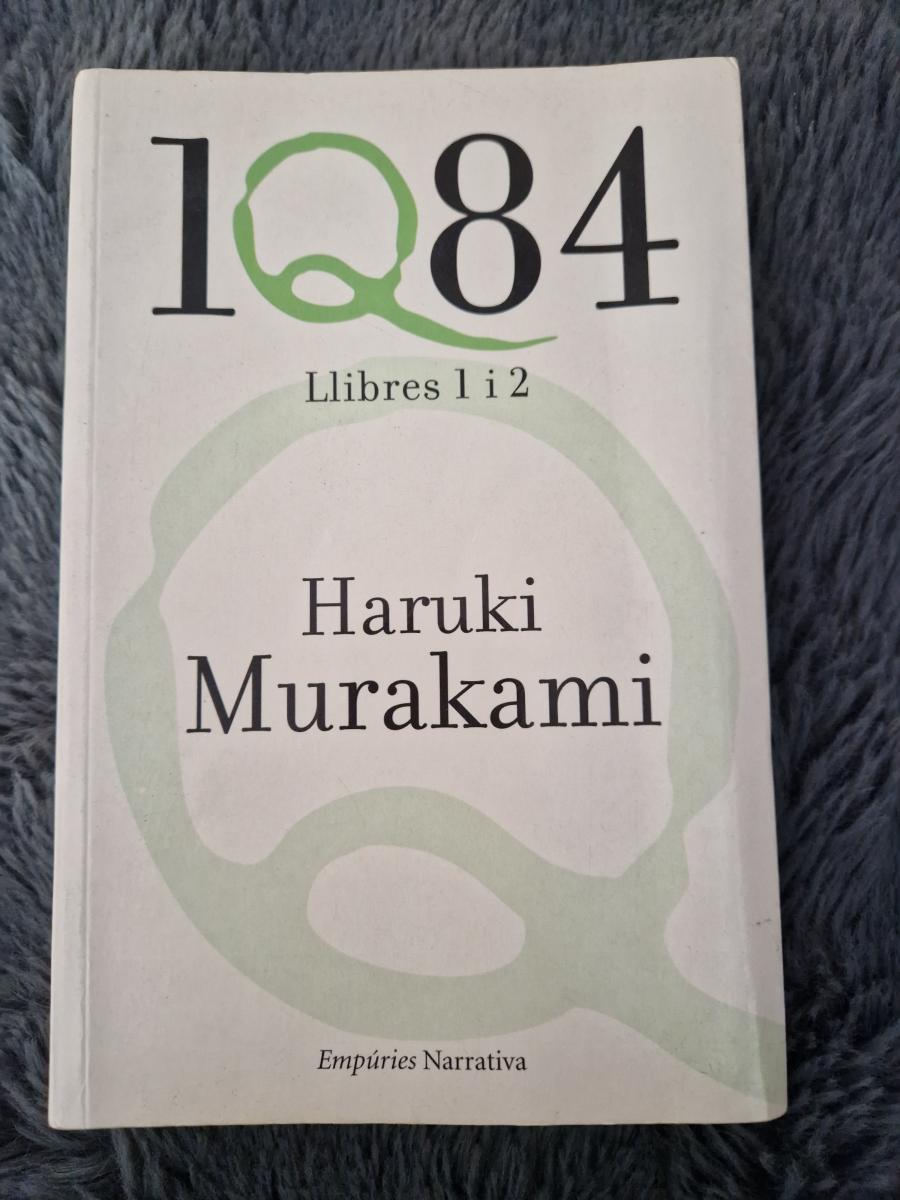 1Q84
Llibres 1 i 2
Haruki
Murakami
Empúries Narrativa